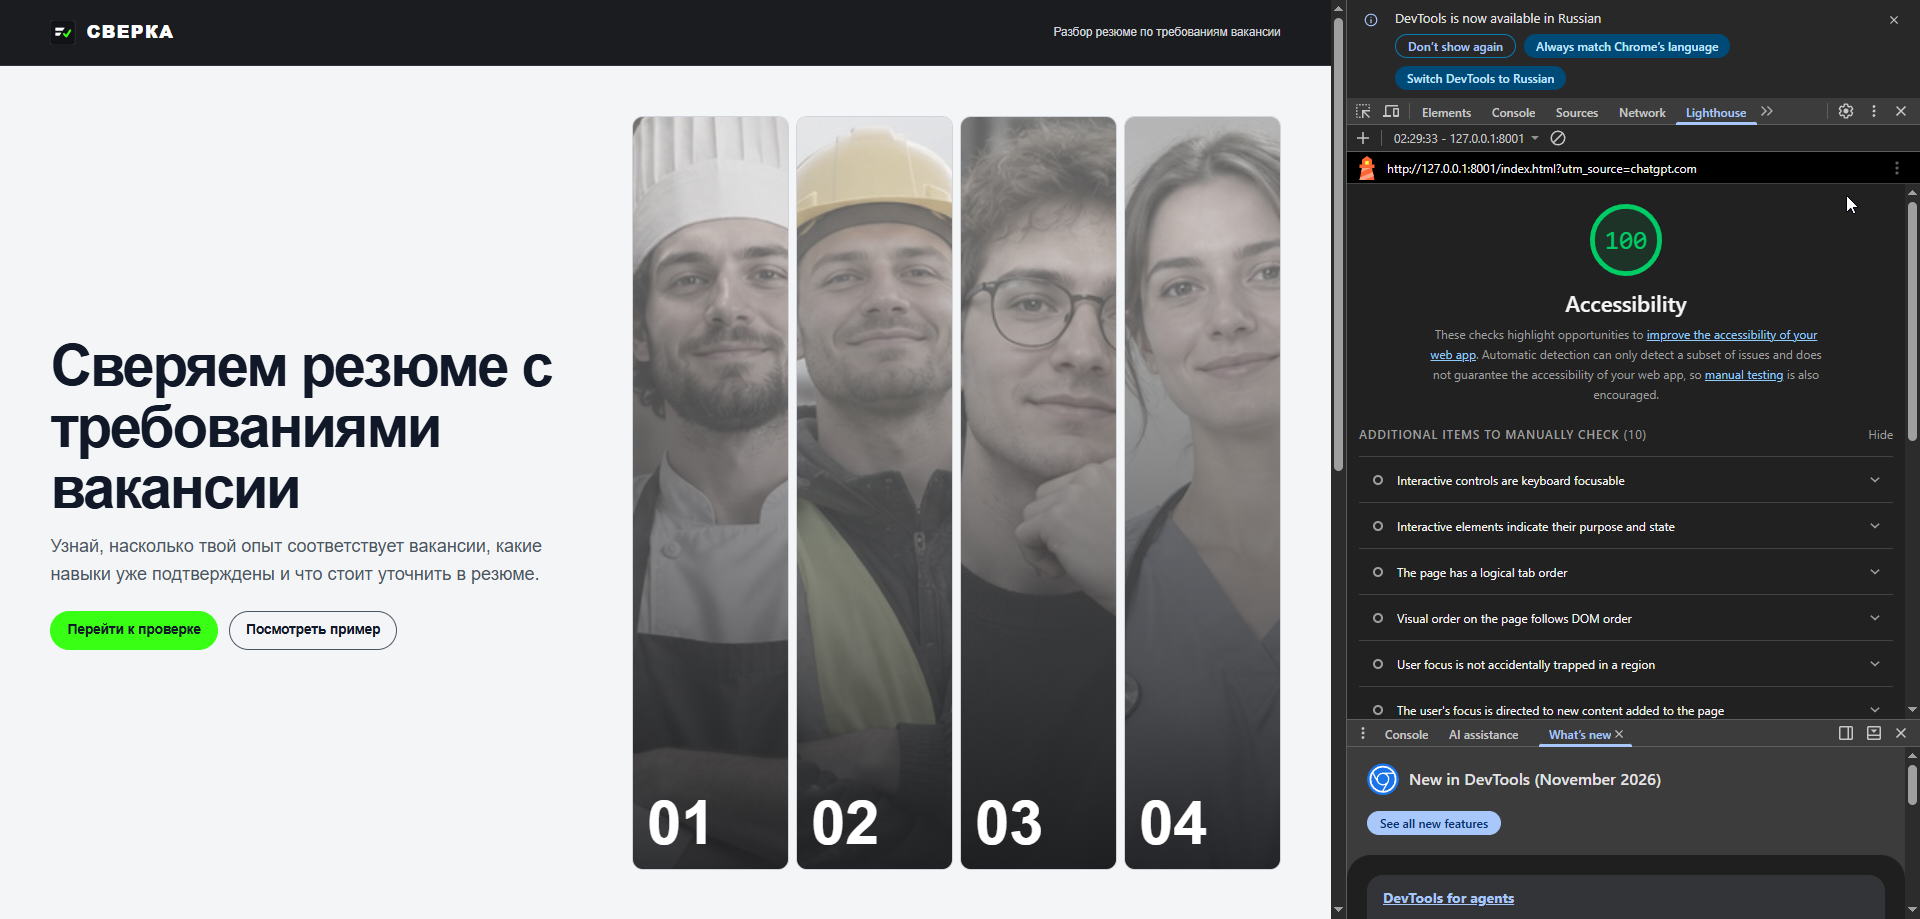 СВЕРКА
Разбор резюме по требованиям вакансии
Сверяем резюме с
требованиями
вакансии
Узнай, насколько твой опыт соответствует вакансии, какие
навыки уже подтверждены и что стоит уточнить в резюме.
Перейти к проверке
Посмотреть пример
01
02
03
04
DevTools is now available in Russian
Don't show again
Always match Chrome's language
Switch DevTools to Russian
Elements
Console
Sources
Network
Lighthouse
02:29:33 - 127.0.0.1:8001
http://127.0.0.1:8001/index.html?utm_source=chatgpt.com
100
Accessibility
These checks highlight opportunities to improve the accessibility of your
web app. Automatic detection can only detect a subset of issues and does
not guarantee the accessibility of your web app, so manual testing is also
encouraged.
ADDITIONAL ITEMS TO MANUALLY CHECK (10)
Hide
Interactive controls are keyboard focusable
Interactive elements indicate their purpose and state
The page has a logical tab order
Visual order on the page follows DOM order
User focus is not accidentally trapped in a region
The user's focus is directed to new content added to the page
Console
AI assistance
What's new
New in DevTools (November 2026)
See all new features
DevTools for agents